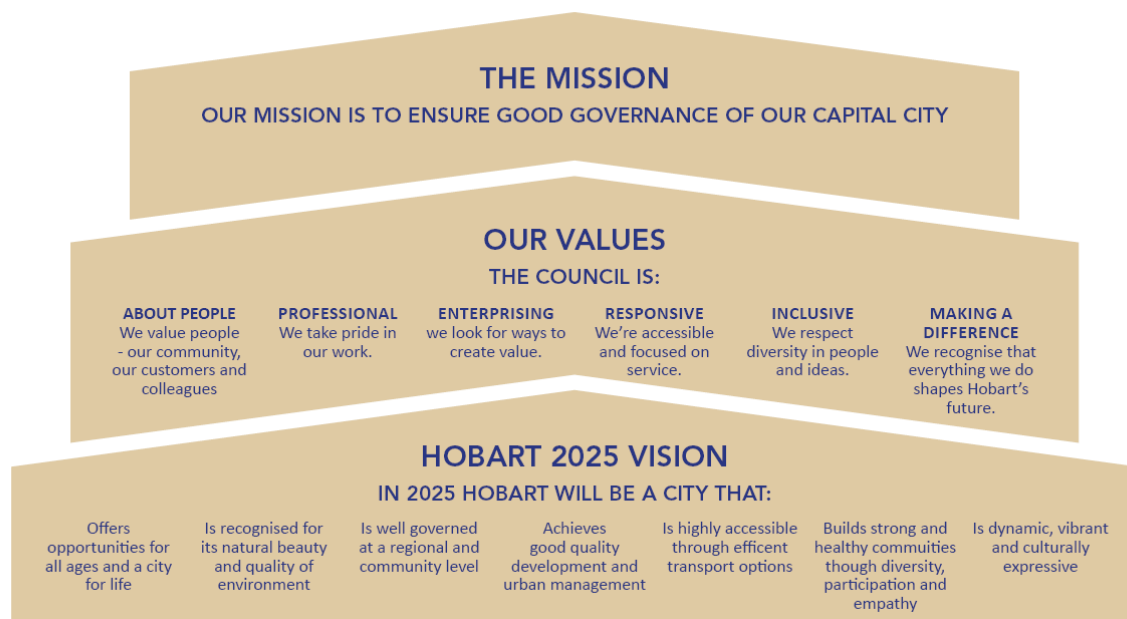 THE MISSION
OUR MISSION IS TO ENSURE GOOD GOVERNANCE OF OUR CAPITAL CITY
OUR VALUES
THE COUNCIL IS:
ABOUT PEOPLE
We value people
- our community,
our customers and
colleagues
PROFESSIONAL
We take pride in
our work.
ENTERPRISING
we look for ways to
create value.
RESPONSIVE
We're accessible
and focused on
service.
INCLUSIVE
We respect
diversity in people
and ideas.
MAKING A
DIFFERENCE
We recognise that
everything we do
shapes Hobart's
future.
HOBART 2025 VISION
IN 2025 HOBART WILL BE A CITY THAT:
Offers
opportunities for
all ages and a city
for life
Is recognised for
its natural beauty
and quality of
environment
Is well governed
at a regional and
community level
Achieves
good quality
development and
urban management
Is highly accessible
through efficent
transport options
Builds strong and
healthy commuities
though diversity,
participation and
empathy
Is dynamic, vibrant
and culturally
expressive